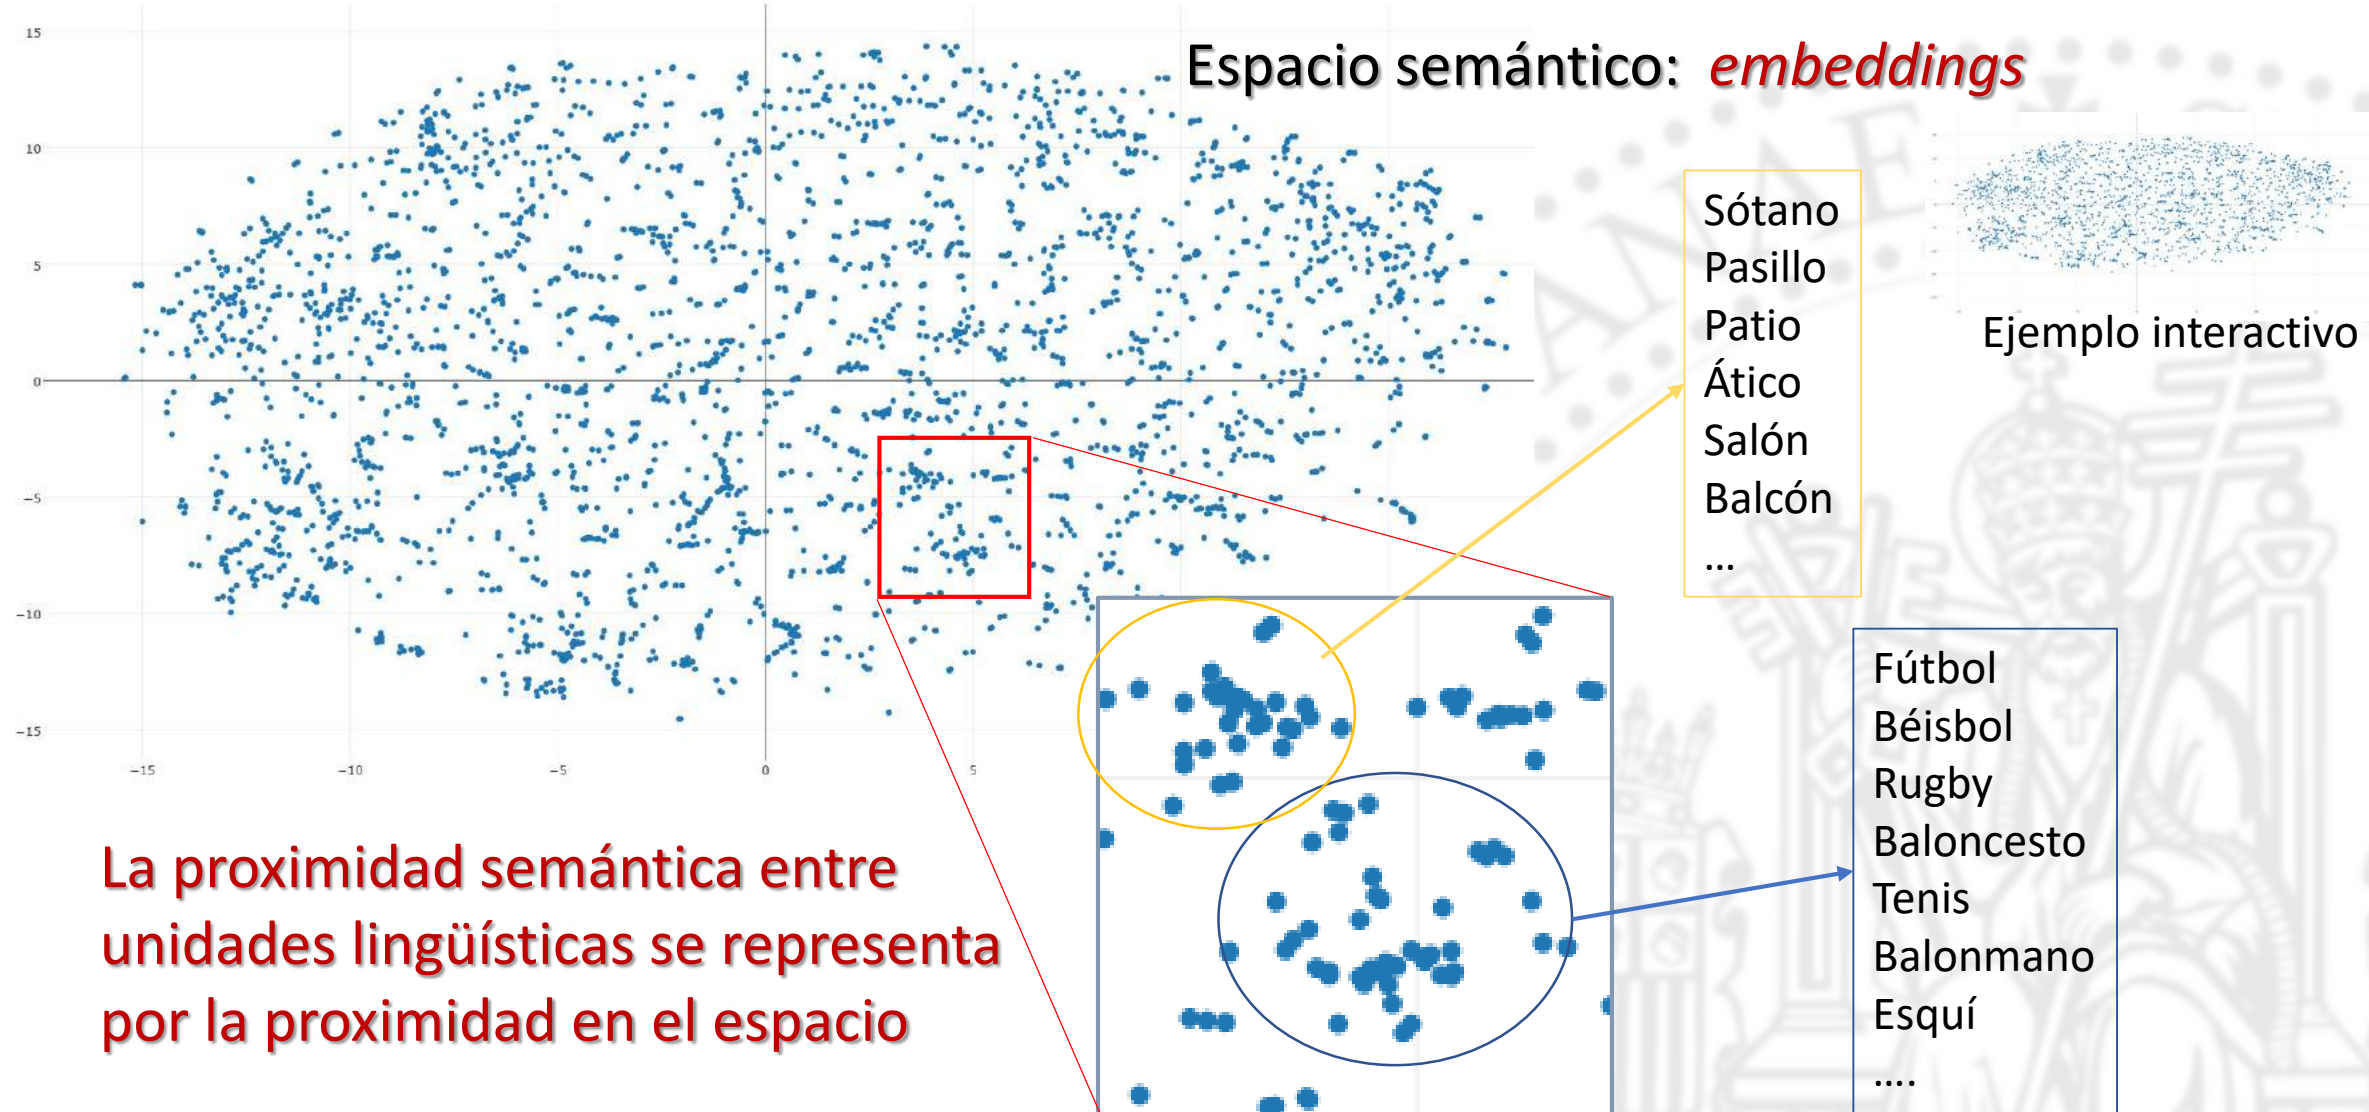 Espacio semántico: embeddings
15
10
5
0
-5
-10
-15
-15
-10
-5
0
5
Sótano
Pasillo
Patio
Ático
Salón
Balcón
...
Ejemplo interactivo
Fútbol
Béisbol
Rugby
Baloncesto
Tenis
Balonmano
Esquí
....
La proximidad semántica entre
unidades lingüísticas se representa
por la proximidad en el espacio